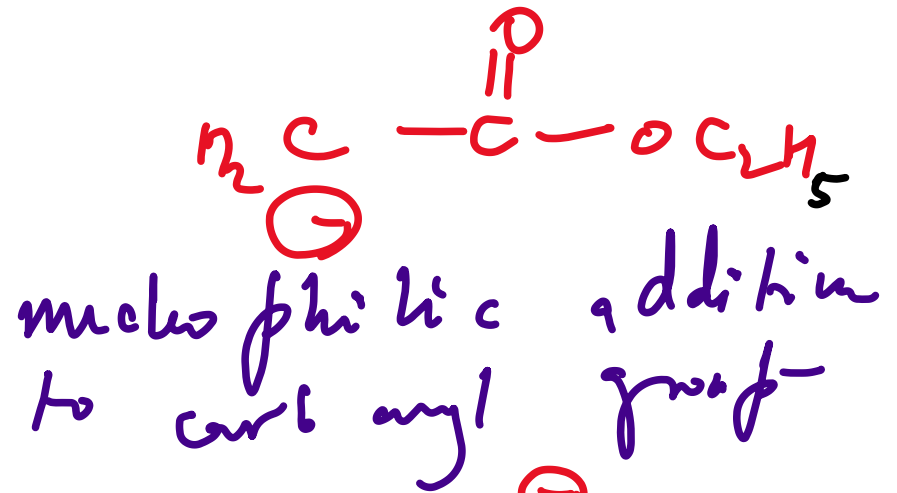 O
H₂C — C — OC₂H₅
nucleophilic addition
to carbonyl group